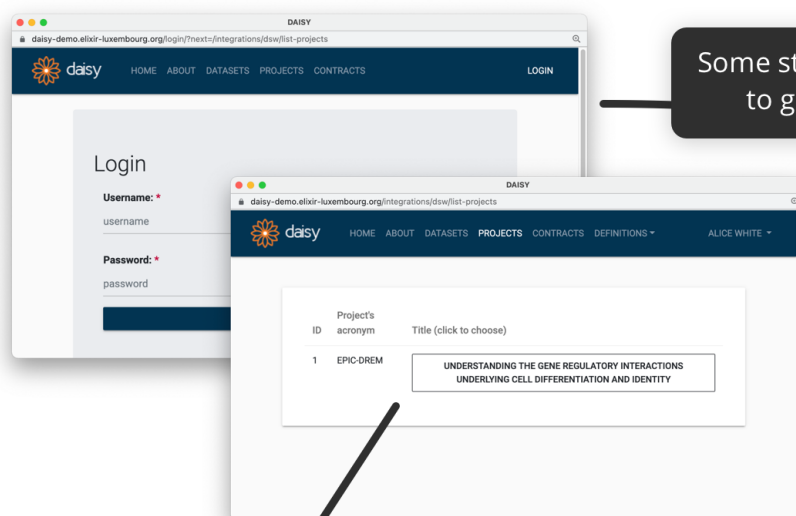 DAISY
daisy-demo.elixir-luxembourg.org/login/?next=/integrations/dsw/list-projects
daisy HOME ABOUT DATASETS PROJECTS CONTRACTS LOGIN
Some st
to g
Login
Username: *
username
Password: *
password
DAISY
daisy-demo.elixir-luxembourg.org/integrations/dsw/list-projects
daisy HOME ABOUT DATASETS PROJECTS CONTRACTS DEFINITIONS ALICE WHITE
Project's
ID acronym Title (click to choose)
1 EPIC-DREM UNDERSTANDING THE GENE REGULATORY INTERACTIONS
UNDERLYING CELL DIFFERENTIATION AND IDENTITY